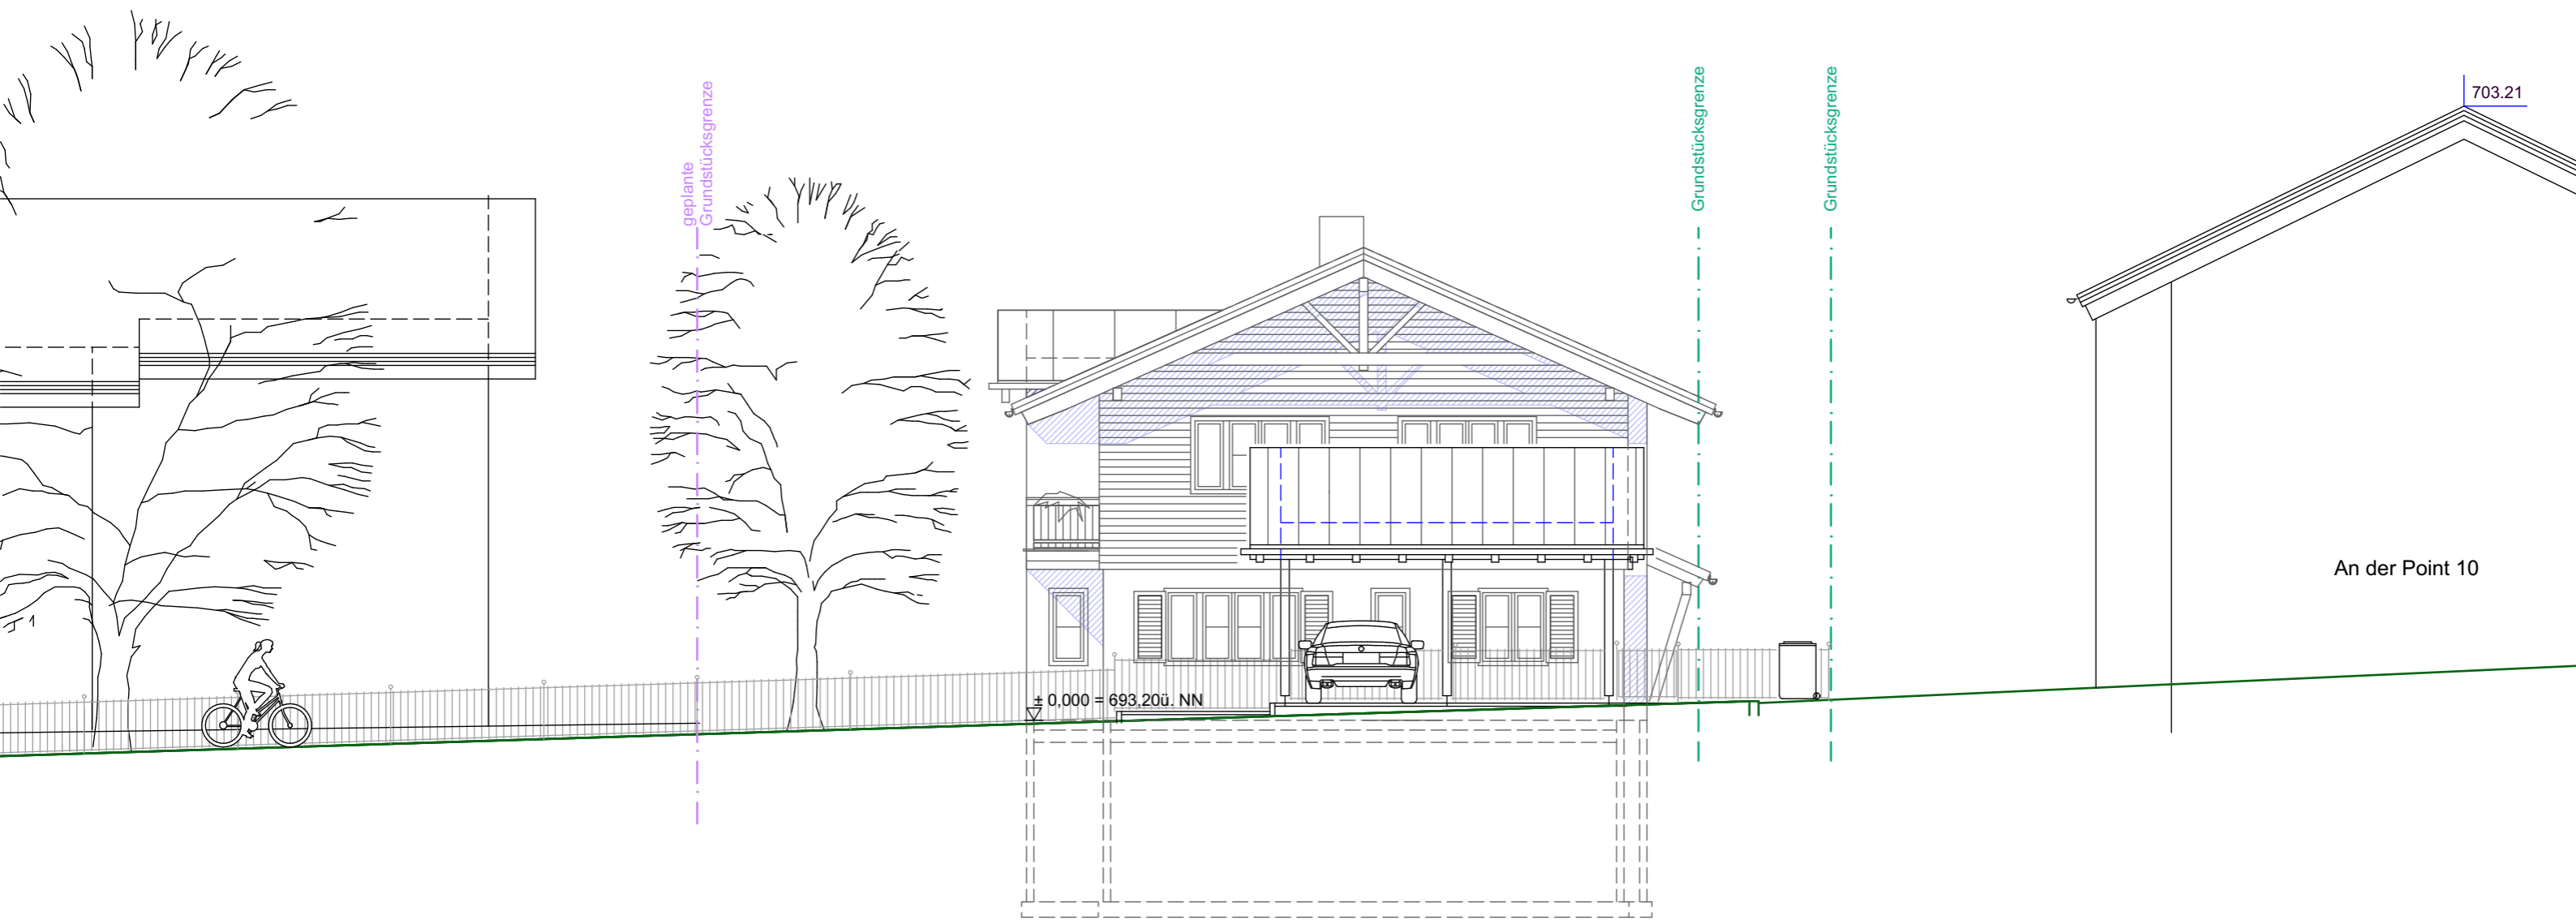 geplante
Grundstücksgrenze
Grundstücksgrenze
Grundstücksgrenze
703.21
An der Point 10
± 0,000 = 693,20ü. NN